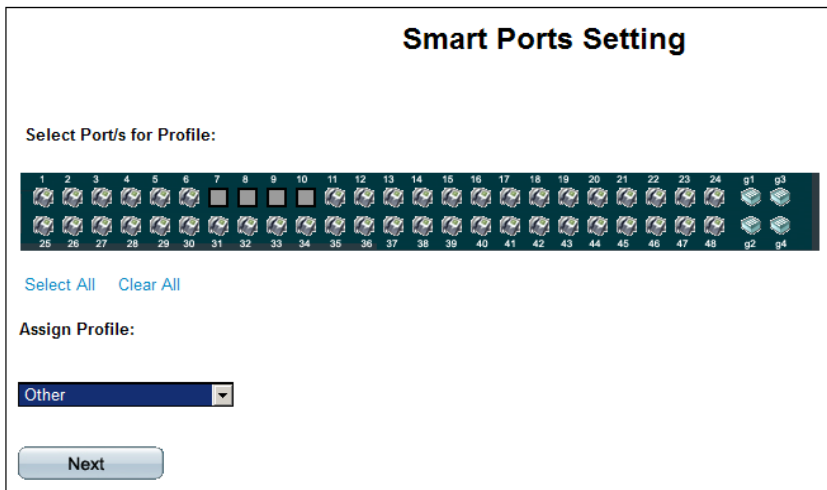 Smart Ports Setting
Select Port/s for Profile:
1 2 3 4 5 6 7 8 9 10 11 12 13 14 15 16 17 18 19 20 21 22 23 24 g1 g3
25 26 27 28 29 30 31 32 33 34 35 36 37 38 39 40 41 42 43 44 45 46 47 48 g2 g4
Select All Clear All
Assign Profile:
Other
Next